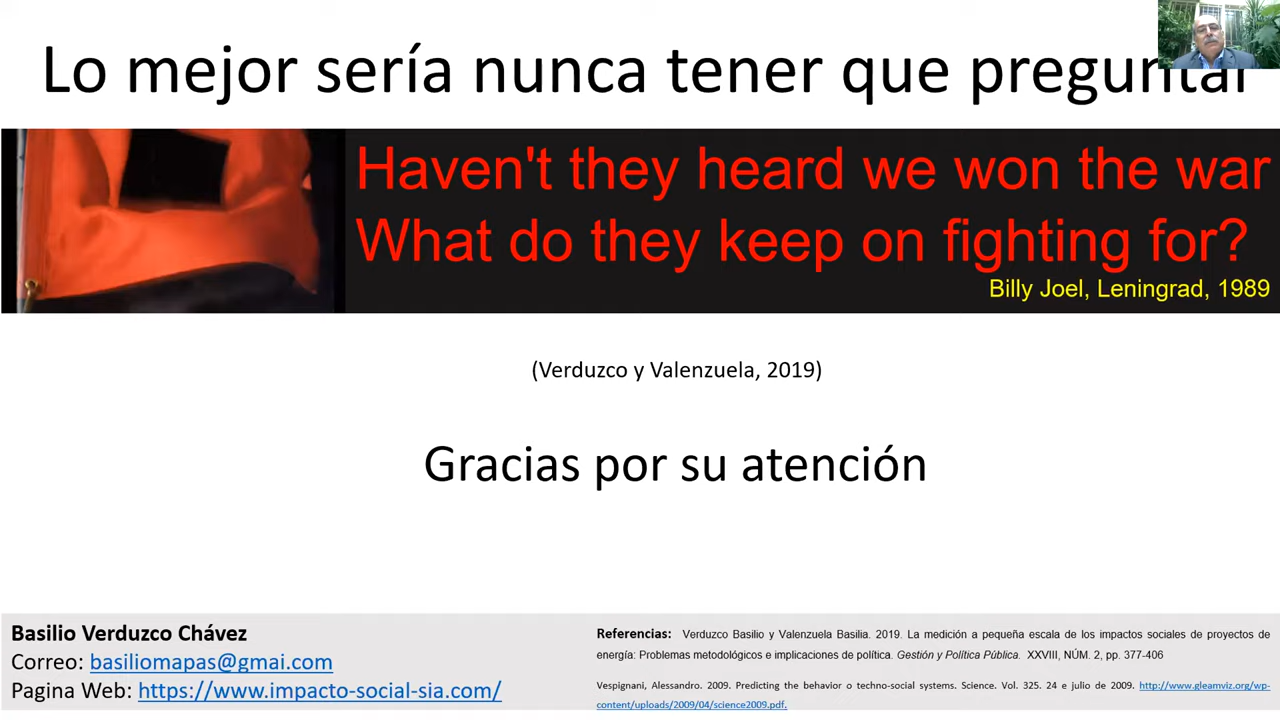 Lo mejor sería nunca tener que preguntar
Haven't they heard we won the war
What do they keep on fighting for?
Billy Joel, Leningrad, 1989
(Verduzco y Valenzuela, 2019)
Gracias por su atención
Basilio Verduzco Chávez
Correo: basiliomapas@gmai.com
Pagina Web: https://www.impacto-social-sia.com/
Referencias: Verduzco Basilio y Valenzuela Basilia. 2019. La medición a pequeña escala de los impactos sociales de proyectos de
energía: Problemas metodológicos e implicaciones de política. Gestión y Política Pública. XXVIII, NÚM. 2, pp. 377-406
Vespignani, Alessandro. 2009. Predicting the behavior o techno-social systems. Science. Vol. 325. 24 e julio de 2009. http://www.gleamviz.org/wp-
content/uploads/2009/04/science2009.pdf.